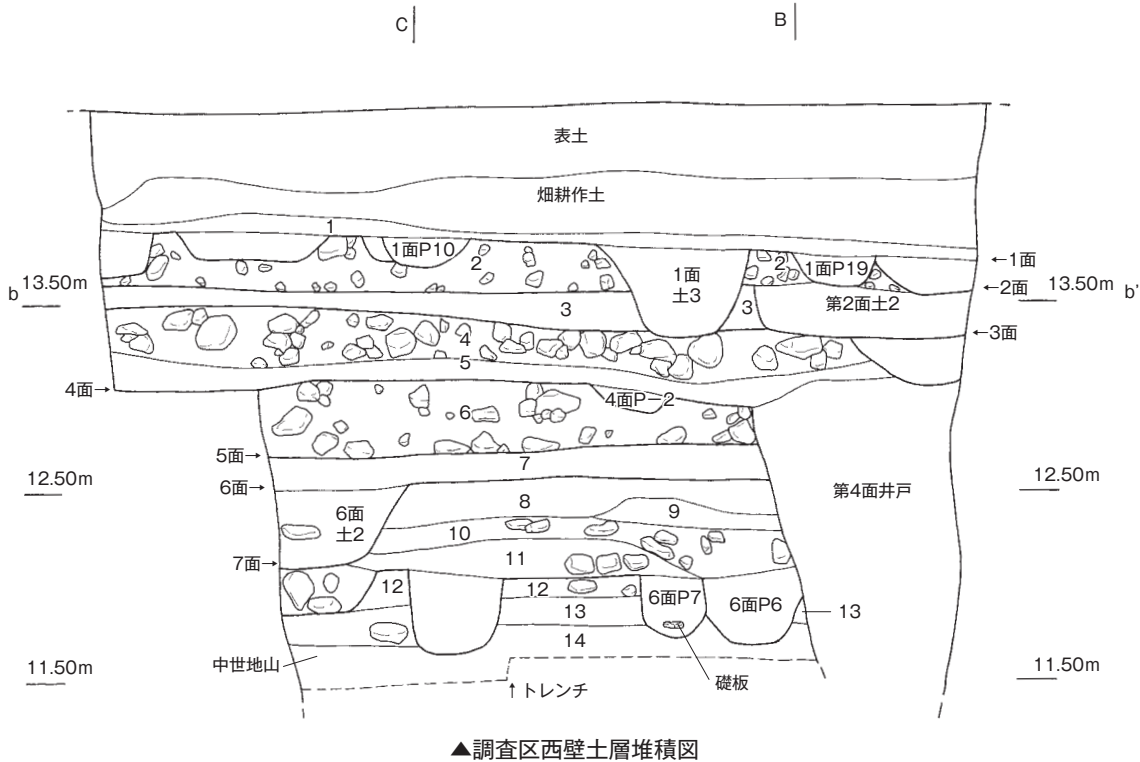 C
B
表土
畑耕作土
1
1面P10
2
1面
土3
2
1面P19
←1面
←2面
b
13.50m
13.50m
b'
3
3
第2面土2
←3面
4
5
4面→
4面P－2
6
5面→
7
12.50m
12.50m
6面→
第4面井戸
8
9
6面
土2
10
7面→
11
12
12
6面P7
6面P6
13
13
14
11.50m
11.50m
中世地山
↑トレンチ
礎板
▲調査区西壁土層堆積図